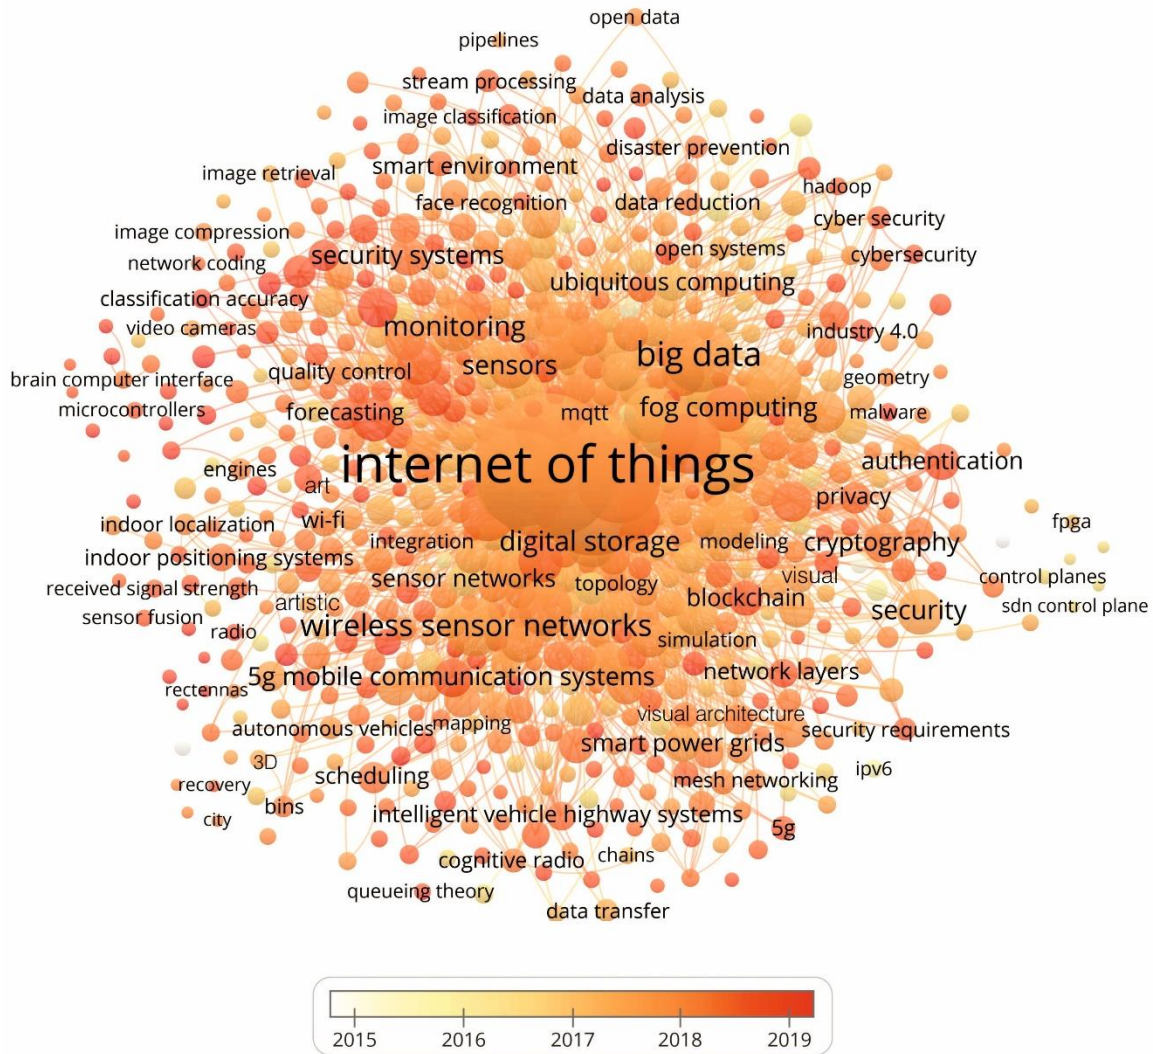 open data
pipelines
stream processing
data analysis
image classification
disaster prevention
smart environment
image retrieval
hadoop
face recognition
data reduction
cyber security
image compression
open systems
security systems
cybersecurity
network coding
ubiquitous computing
classification accuracy
monitoring
video cameras
industry 4.0
big data
sensors
quality control
brain computer interface
geometry
microcontrollers
forecasting
mqtt
fog computing
malware
internet of things
authentication
engines
art
privacy
indoor localization
wi-fi
fpga
integration
digital storage
modeling
cryptography
indoor positioning systems
visual
control planes
sensor networks
topology
received signal strength
artistic
blockchain
security
sdn control plane
sensor fusion
radio
wireless sensor networks
simulation
5g mobile communication systems
network layers
rectennas
autonomous vehicles
mapping
visual architecture
security requirements
smart power grids
3D
scheduling
mesh networking
ipv6
recovery
bins
city
intelligent vehicle highway systems
5g
cognitive radio
chains
queueing theory
data transfer
2015 2016 2017 2018 2019